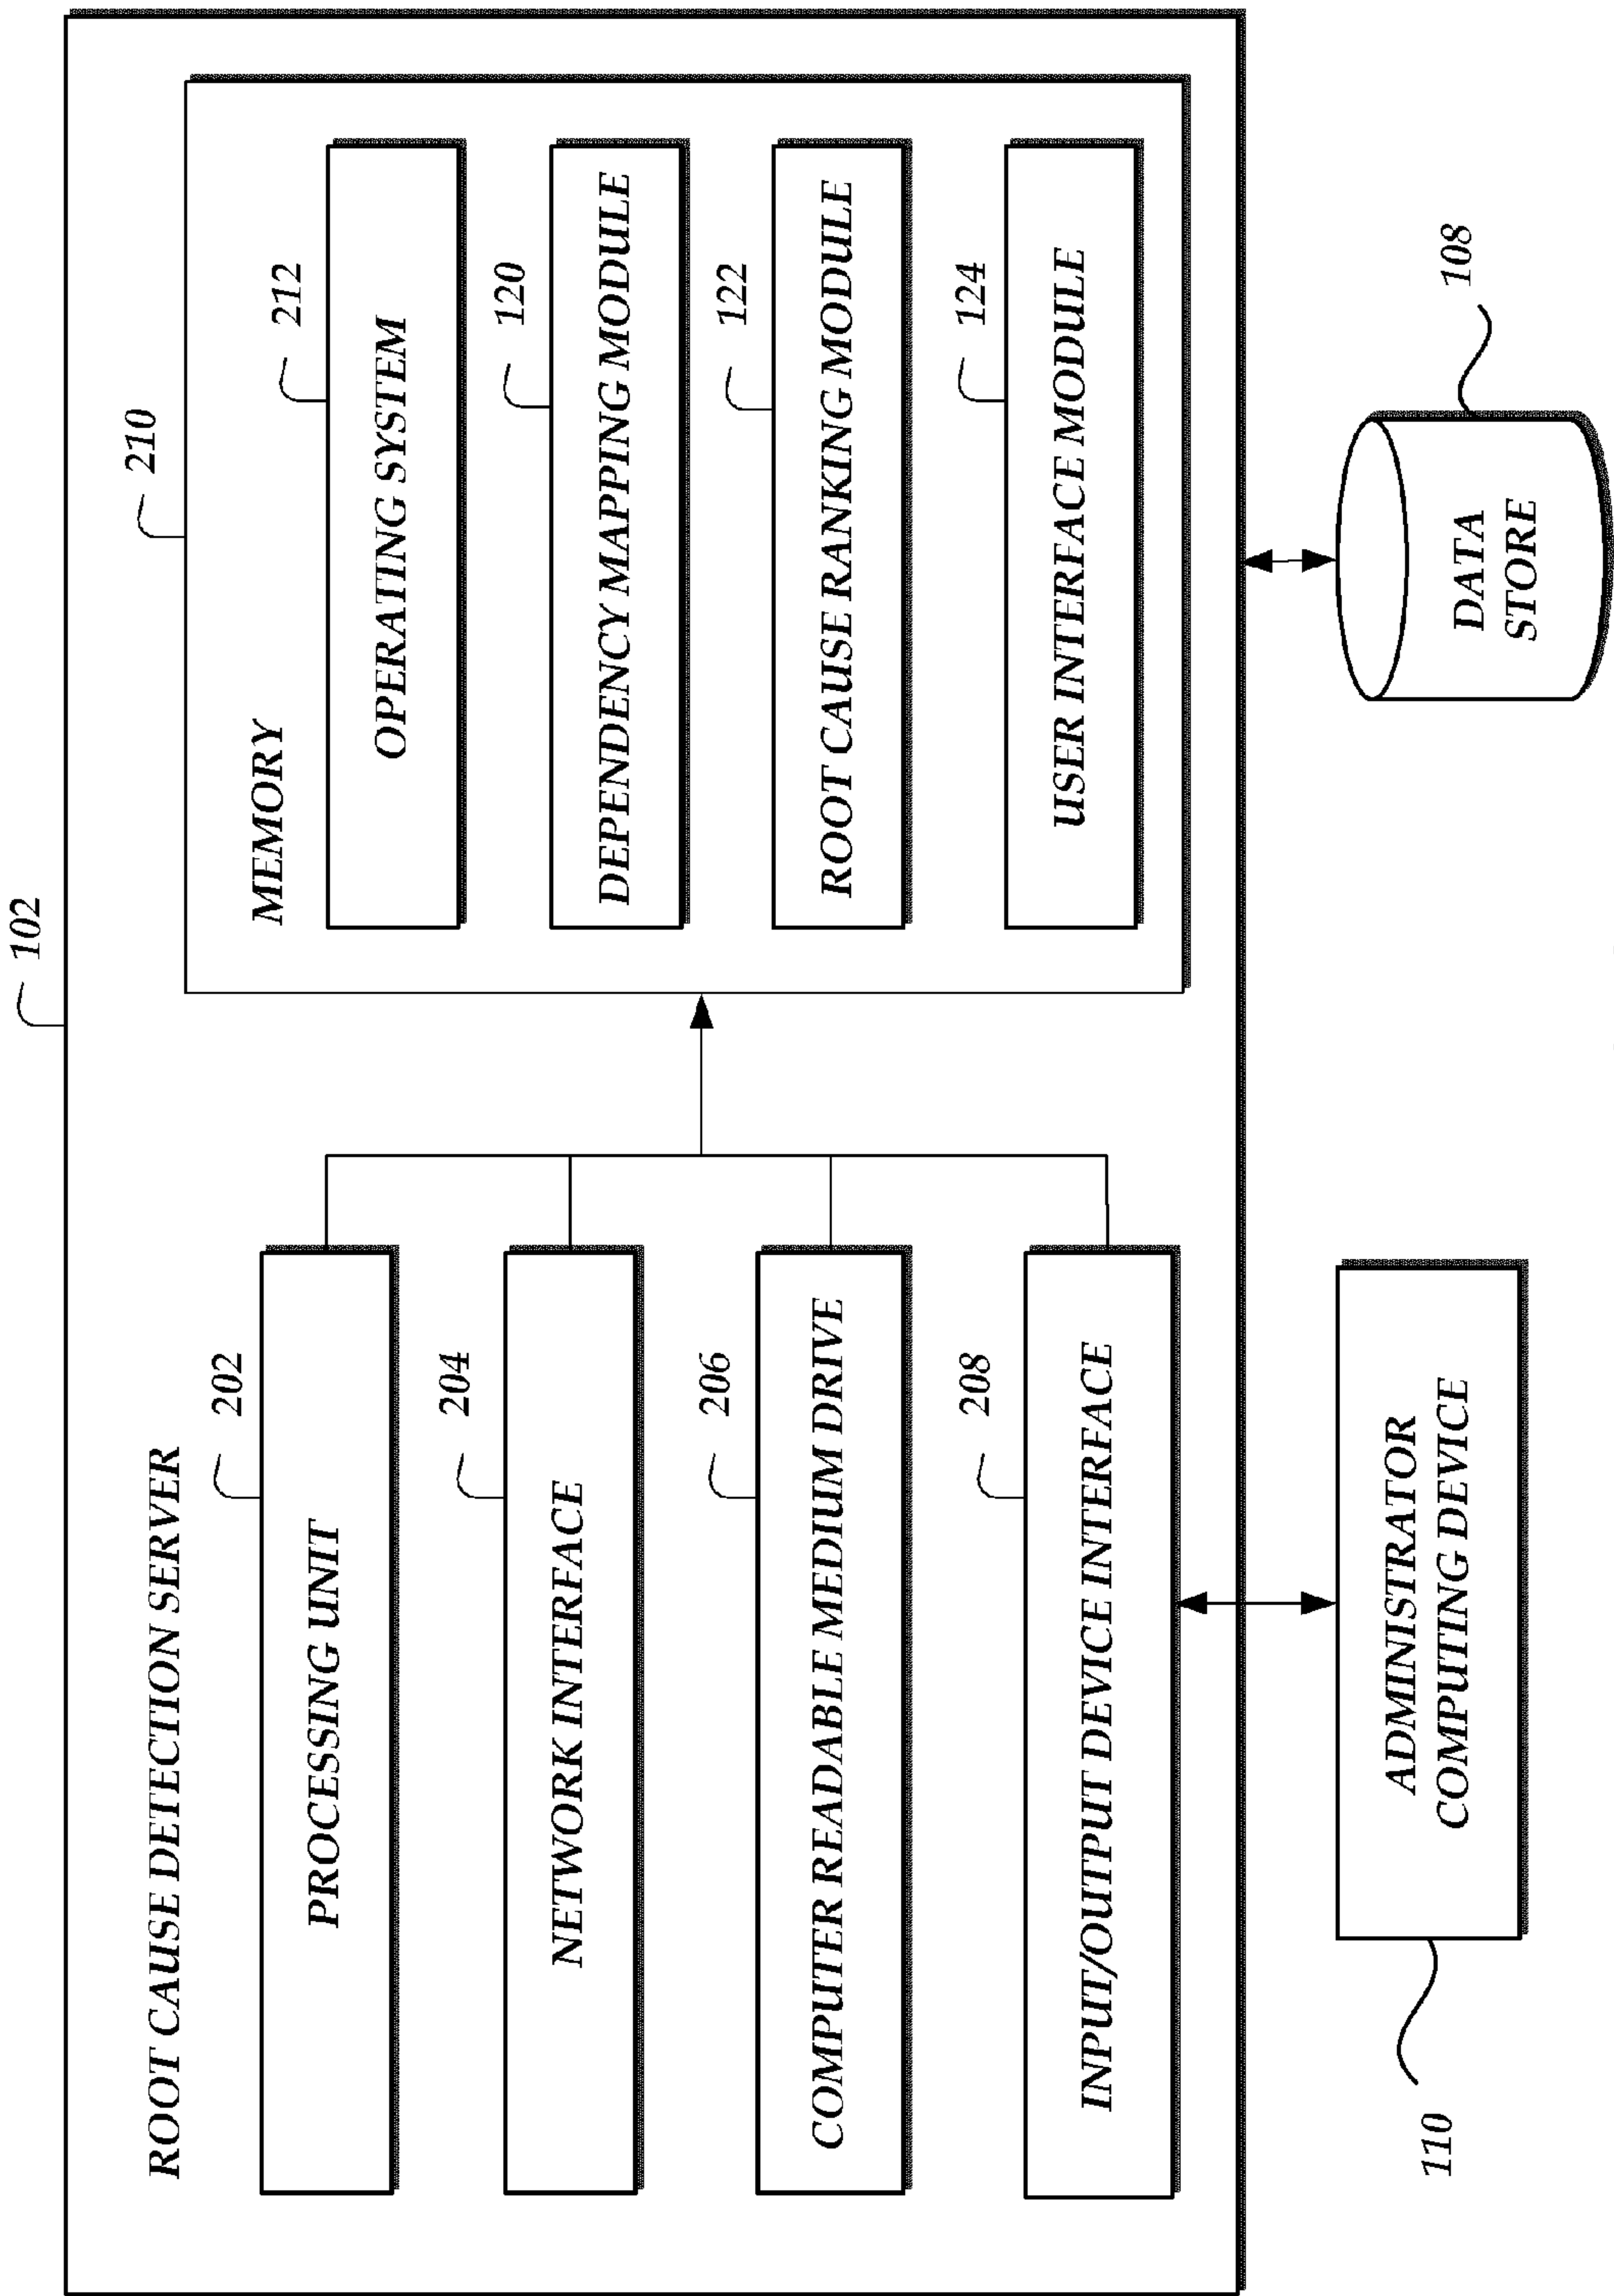 102
ROOT CAUSE DETECTION SERVER
202
PROCESSING UNIT
204
NETWORK INTERFACE
206
COMPUTER READABLE MEDIUM DRIVE
208
INPUT/OUTPUT DEVICE INTERFACE
210
MEMORY
212
OPERATING SYSTEM
120
DEPENDENCY MAPPING MODULE
122
ROOT CAUSE RANKING MODULE
124
USER INTERFACE MODULE
110
ADMINISTRATOR
COMPUTING DEVICE
DATA
STORE
108